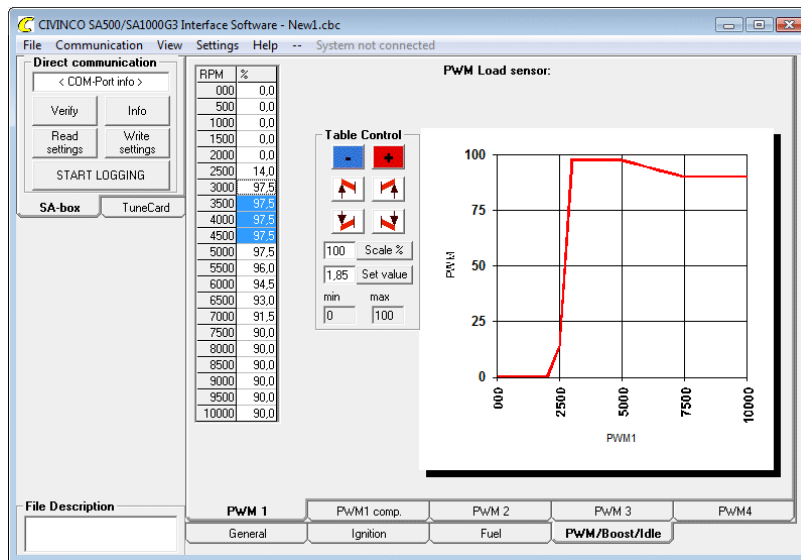 CIVINCO SA500/SA1000G3 Interface Software - New1.cbc
File Communication View Settings Help -- System not connected
Direct communication
< COM-Port info >
Verify Info
Read settings Write settings
START LOGGING
SA-box TuneCard
RPM %
000 0,0
500 0,0
1000 0,0
1500 0,0
2000 0,0
2500 14,0
3000 97,5
3500 97,5
4000 97,5
4500 97,5
5000 97,5
5500 96,0
6000 94,5
6500 93,0
7000 91,5
7500 90,0
8000 90,0
8500 90,0
9000 90,0
9500 90,0
10000 90,0
PWM Load sensor:
Table Control
- +
100 Scale %
1,85 Set value
min max
0 100
PWM
100
75
50
25
0
000 2500 5000 7500 10000
PWM1
File Description
PWM 1 PWM1 comp. PWM 2 PWM 3 PWM4
General Ignition Fuel PWM/Boost/Idle